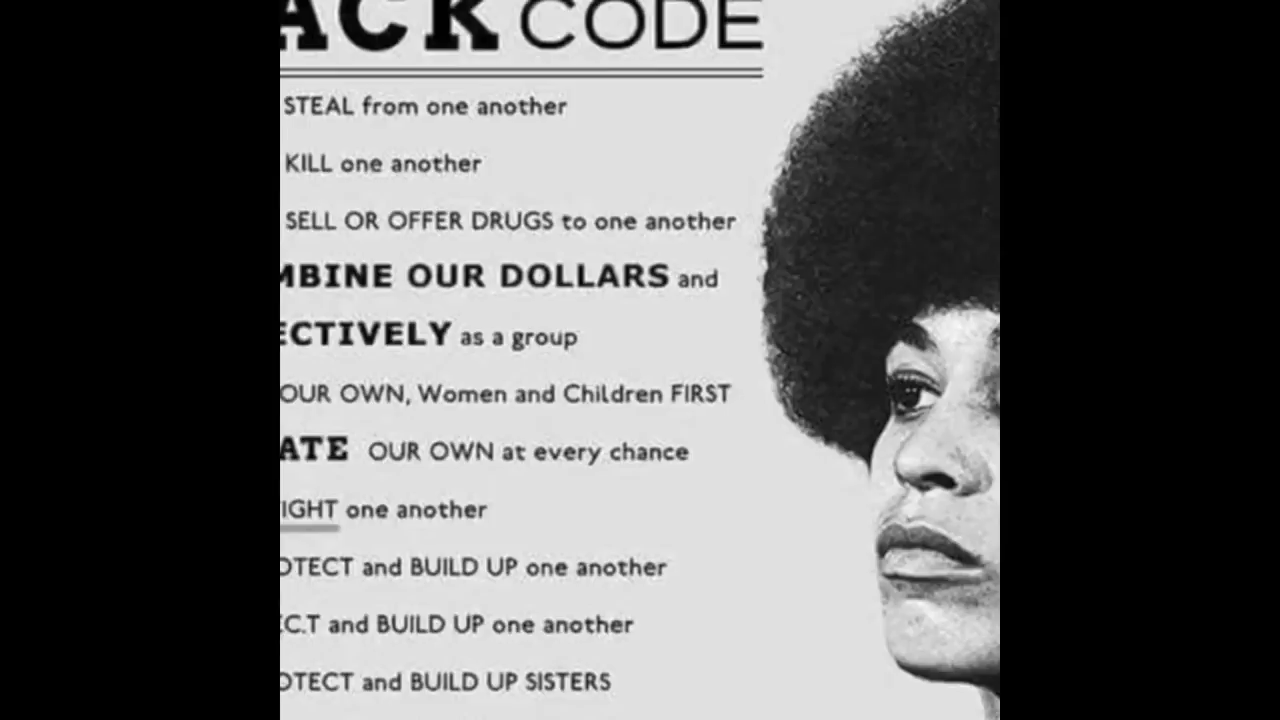 ACK CODE
STEAL from one another
KILL one another
SELL OR OFFER DRUGS to one another
MBINE OUR DOLLARS and
ECTIVELY as a group
OUR OWN, Women and Children FIRST
ATE OUR OWN at every chance
IGHT one another
OTECT and BUILD UP one another
EC.T and BUILD UP one another
OTECT and BUILD UP SISTERS